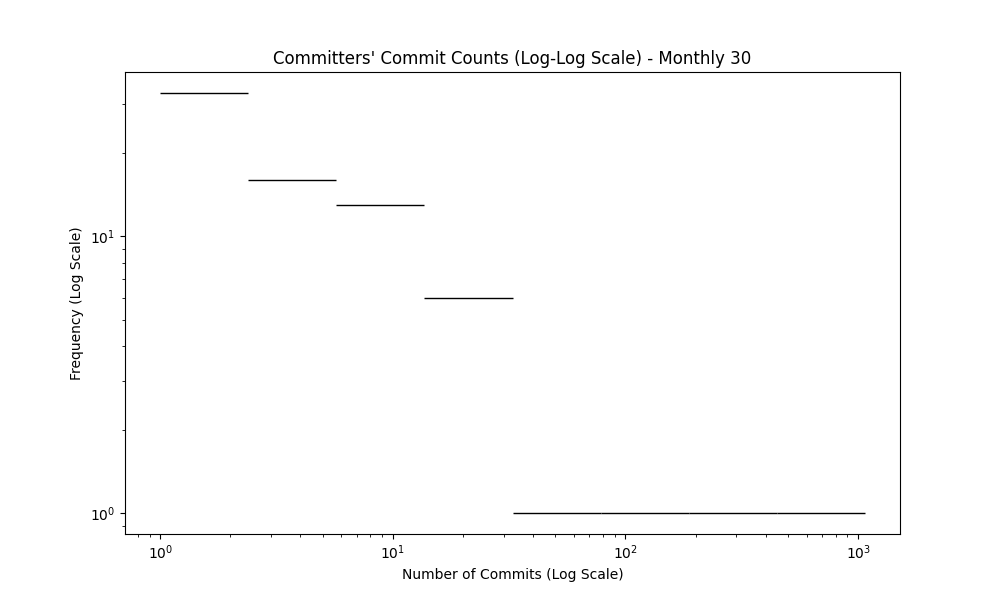 Committers' Commit Counts (Log-Log Scale) - Monthly 30
Frequency (Log Scale)
10¹
10⁰
10⁰ 10¹ 10² 10³
Number of Commits (Log Scale)